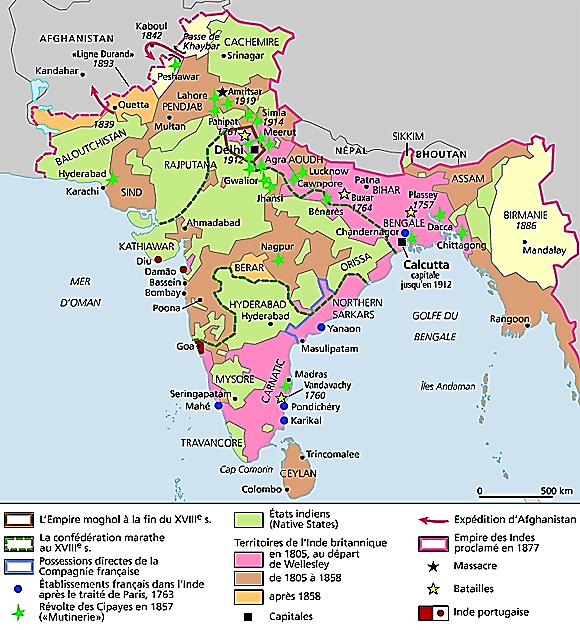 Kaboul
1842
Passe de
Khaybar
AFGHANISTAN
CACHEMIRE
«Ligne Durand»
1893
Srinagar
Kandahar
Peshawar
Lahore
Amritsar
1919
Quetta
PENDJAB
Simla
1914
1839
Multan
Panipat
1761
Meerut
SIKKIM
BALOUTCHISTAN
Delhi
1912
NÉPAL
BHOUTAN
RAJPUTANA
Agra
AOUDH
ASSAM
Hyderabad
Lucknow
Patna
Plassey
1757
Gwalior
Cawnpore
BIHAR
Karachi
SIND
Buxar
1764
BIRMANIE
1886
Jhansi
Bénarès
BENGALE
Dacca
Ahmadabad
Chandernagor
Chittagong
Mandalay
KATHIAWAR
Nagpur
Calcutta
capitale
jusqu'en 1912
Diu
ORISSA
MER
D'OMAN
Damão
BERAR
Bassein
Bombay
HYDERABAD
Hyderabad
NORTHERN
SARKARS
Poona
GOLFE DU
BENGALE
Rangoon
Yanaon
Goa
Masulipatam
CARNATIC
MYSORE
Madras
Vandavachy
1760
Îles Andaman
Seringapatam
Mahé
Pondichéry
Karikal
TRAVANCORE
Cap Comorin
Trincomalee
CEYLAN
Colombo
0 500 km
L'Empire moghol à la fin du XVIIIe s.
La confédération marathe
au XVIIIe s.
Possessions directes de la
Compagnie française
Établissements français dans l'Inde
après le traité de Paris, 1763
Révolte des Cipayes en 1857
(«Mutinerie»)
États indiens
(Native States)
Territoires de l'Inde britannique
en 1805, au départ
de Wellesley
de 1805 à 1858
après 1858
Capitales
Expédition d'Afghanistan
Empire des Indes
proclamé en 1877
Massacre
Batailles
Inde portugaise